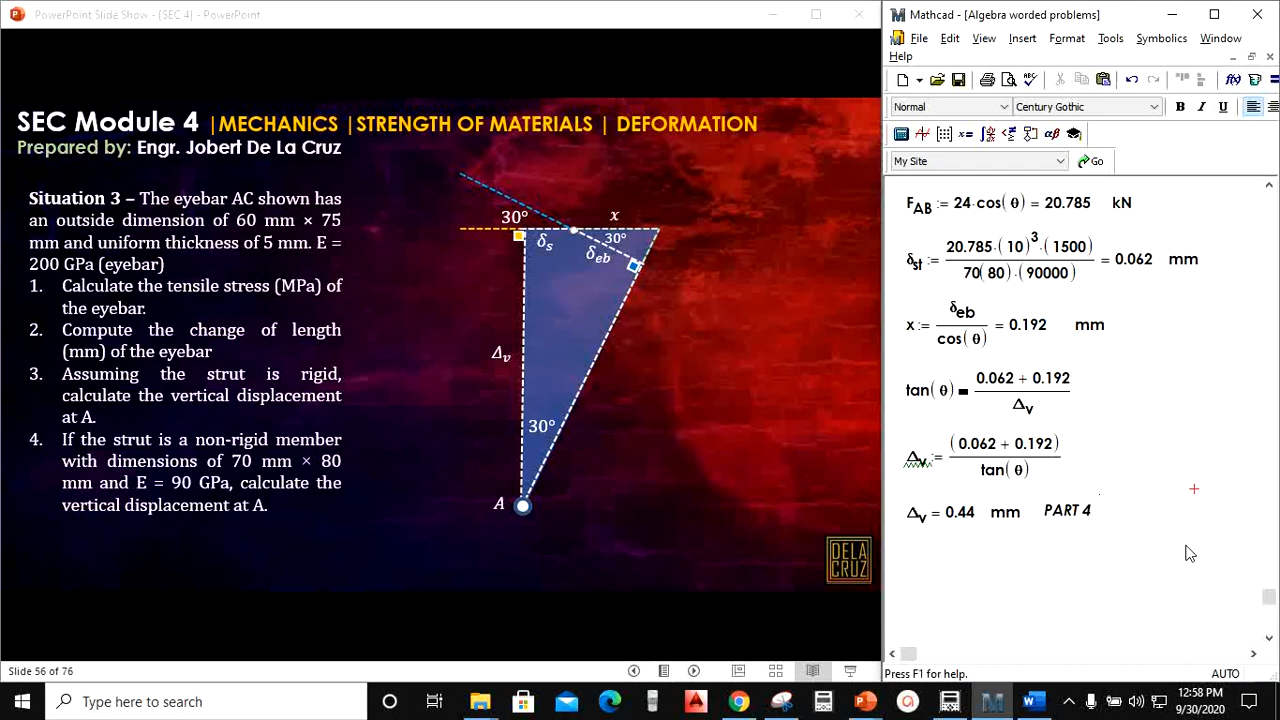 PowerPoint Slide Show - [SEC 4] - PowerPoint
SEC Module 4 |MECHANICS |STRENGTH OF MATERIALS | DEFORMATION
Prepared by: Engr. Jobert De La Cruz
Situation 3 – The eyebar AC shown has
an outside dimension of 60 mm × 75
mm and uniform thickness of 5 mm. E =
200 GPa (eyebar)
1. Calculate the tensile stress (MPa) of
the eyebar.
2. Compute the change of length
(mm) of the eyebar
3. Assuming the strut is rigid,
calculate the vertical displacement
at A.
4. If the strut is a non-rigid member
with dimensions of 70 mm × 80
mm and E = 90 GPa, calculate the
vertical displacement at A.
30° x
δs 30°
δeb
Δv
30°
A
DELA
CRUZ
Slide 56 of 76
Mathcad - [Algebra worded problems]
File Edit View Insert Format Tools Symbolics Window
Help
Normal Century Gothic B I U
My Site Go
F_AB := 24·cos(θ) = 20.785 kN
δ_st := 20.785·(10)^3·(1500) / 70(80)·(90000) = 0.062 mm
x := δ_eb / cos(θ) = 0.192 mm
tan(θ) = 0.062 + 0.192 / Δ_v
Δ_v := (0.062 + 0.192) / tan(θ)
Δ_v = 0.44 mm PART 4
Press F1 for help. AUTO
Type here to search
12:58 PM
9/30/2020